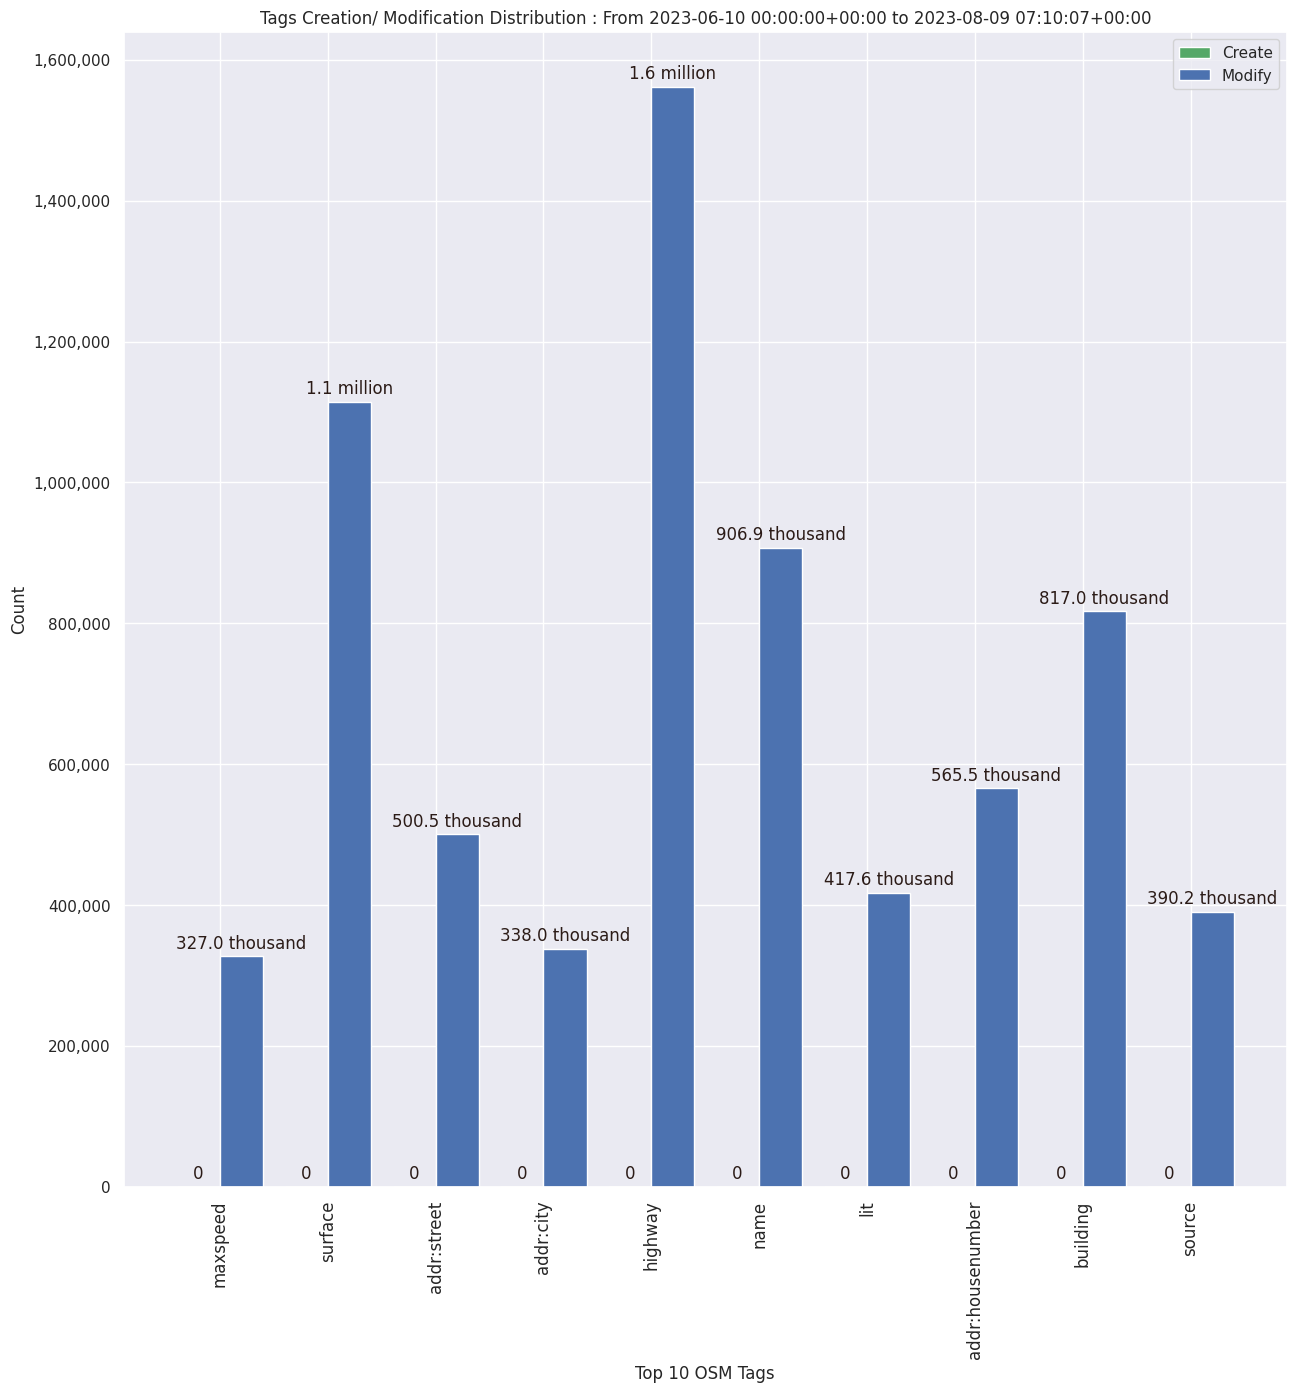 Tags Creation/ Modification Distribution : From 2023-06-10 00:00:00+00:00 to 2023-08-09 07:10:07+00:00
Create
Modify
1,600,000
1,400,000
1,200,000
1,000,000
800,000
600,000
400,000
200,000
0
Count
327.0 thousand
1.1 million
500.5 thousand
338.0 thousand
1.6 million
906.9 thousand
417.6 thousand
565.5 thousand
817.0 thousand
390.2 thousand
0
0
0
0
0
0
0
0
0
0
maxspeed
surface
addr:street
addr:city
highway
name
lit
addr:housenumber
building
source
Top 10 OSM Tags